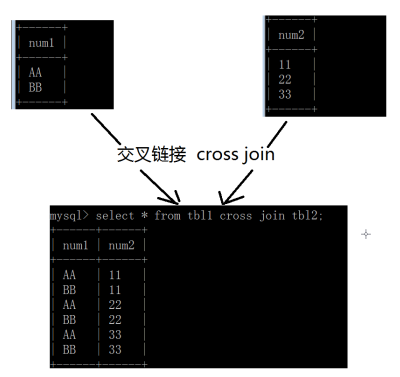 +------+
| num1 |
+------+
| AA |
| BB |
+------+
+------+
| num2 |
+------+
| 11 |
| 22 |
| 33 |
+------+
交叉链接 cross join
mysql> select * from tbl1 cross join tbl2;
+------+------+
| num1 | num2 |
+------+------+
| AA | 11 |
| BB | 11 |
| AA | 22 |
| BB | 22 |
| AA | 33 |
| BB | 33 |
+------+------+